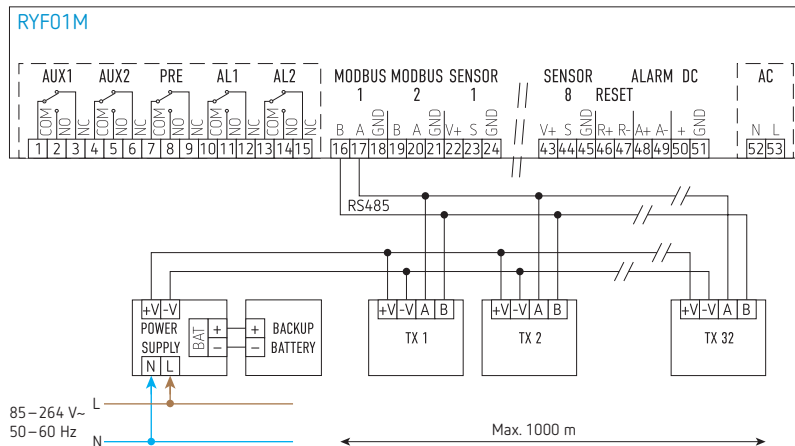 RYF01M
AUX1 AUX2 PRE AL1 AL2 MODBUS MODBUS SENSOR SENSOR ALARM DC AC
1 2 1 8 RESET
COM NO NC COM NO NC COM NO NC COM NO NC COM NO NC B A GND B A GND V+ S GND V+ S GND R+ R- A+ A- + GND N L
1 2 3 4 5 6 7 8 9 10 11 12 13 14 15 16 17 18 19 20 21 22 23 24 43 44 45 46 47 48 49 50 51 52 53
RS485
+V -V +V -V A B +V -V A B +V -V A B
POWER SUPPLY
BAT + - + -
BACKUP BATTERY
TX 1 TX 2 TX 32
N L
85–264 V~
50–60 Hz
L
N
Max. 1000 m